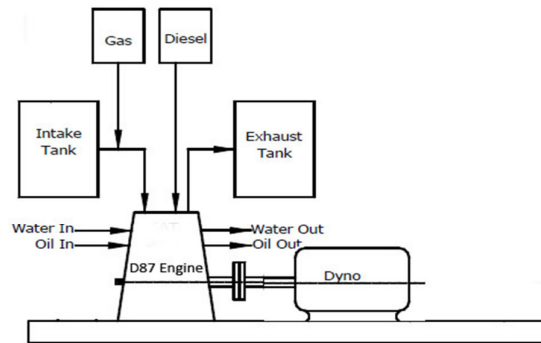 Gas
Diesel
Intake
Tank
Exhaust
Tank
Water In
Water Out
Oil In
Oil Out
D87 Engine
Dyno